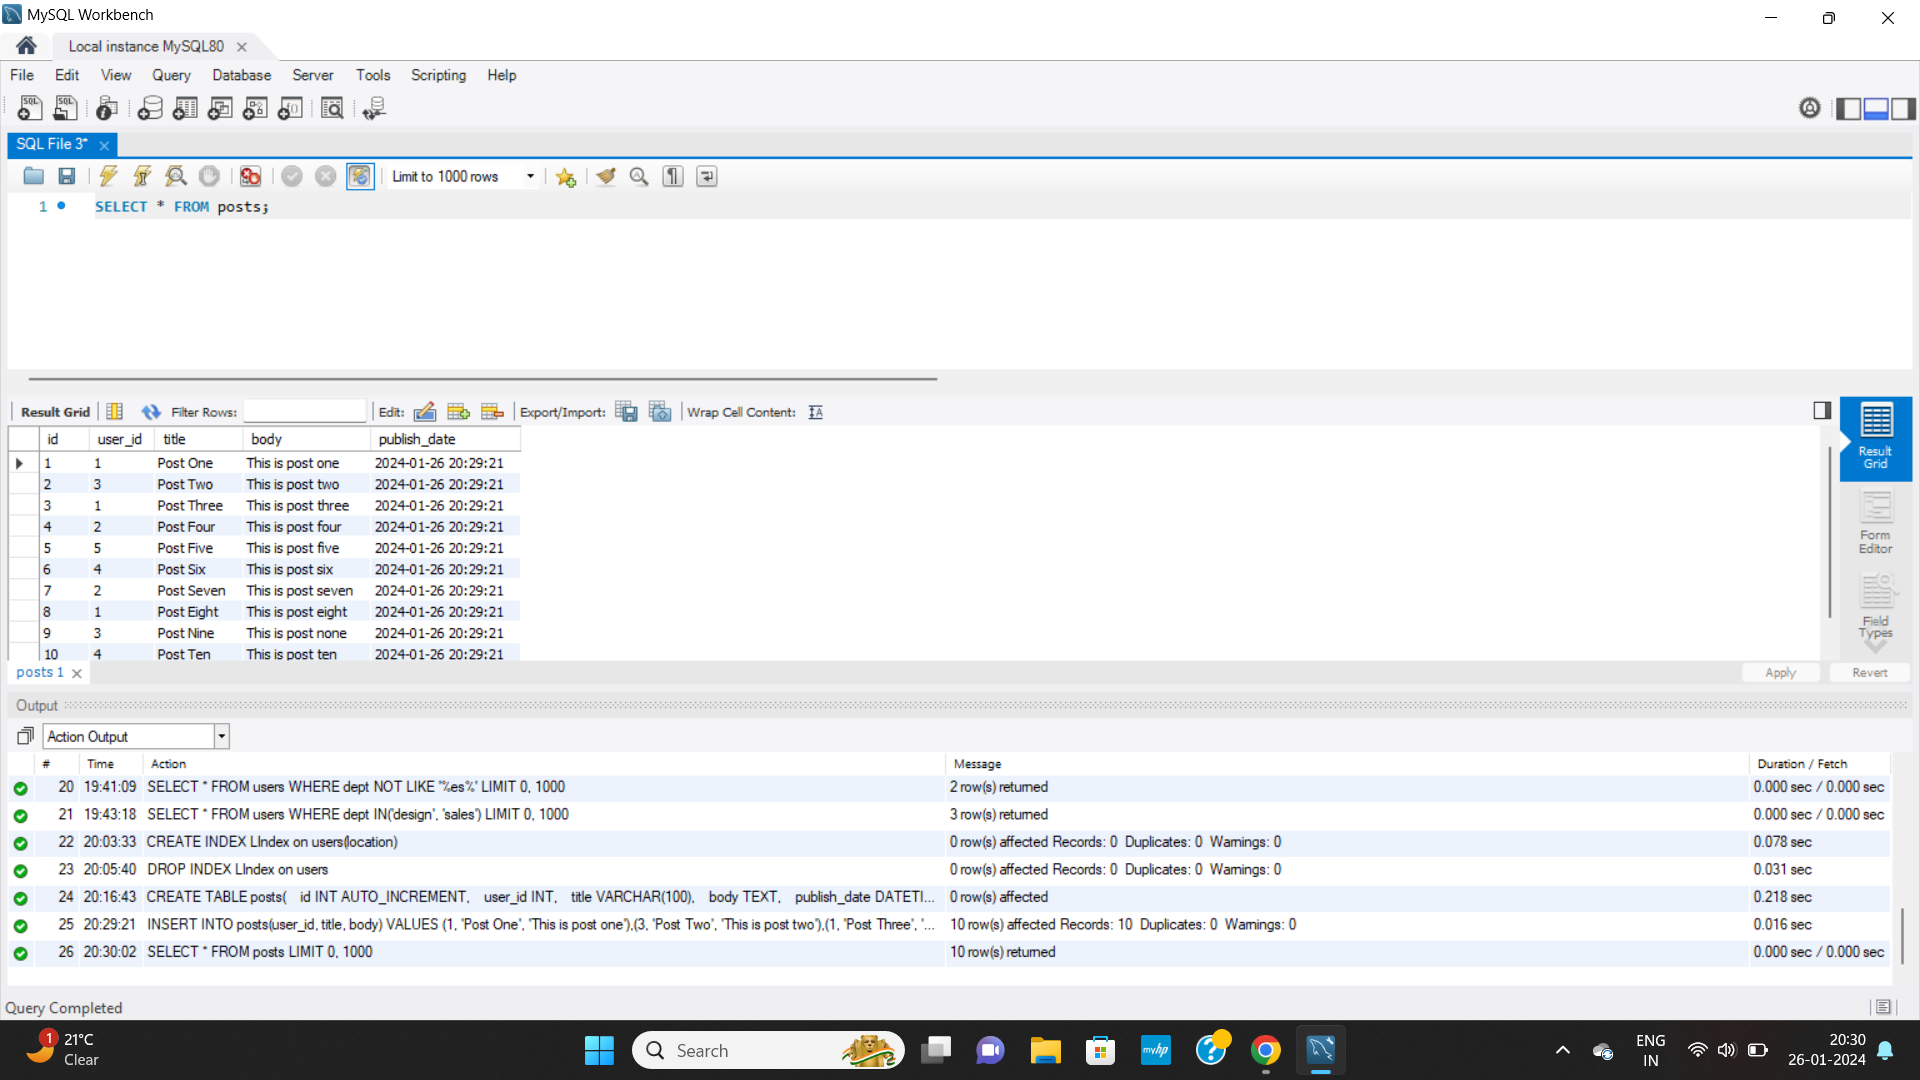 MySQL Workbench
Local instance MySQL80
File Edit View Query Database Server Tools Scripting Help
SQL File 3*
Limit to 1000 rows
1 SELECT * FROM posts;
Result Grid Filter Rows: Edit: Export/Import: Wrap Cell Content:
id user_id title body publish_date
1 1 Post One This is post one 2024-01-26 20:29:21
2 3 Post Two This is post two 2024-01-26 20:29:21
3 1 Post Three This is post three 2024-01-26 20:29:21
4 2 Post Four This is post four 2024-01-26 20:29:21
5 5 Post Five This is post five 2024-01-26 20:29:21
6 4 Post Six This is post six 2024-01-26 20:29:21
7 2 Post Seven This is post seven 2024-01-26 20:29:21
8 1 Post Eight This is post eight 2024-01-26 20:29:21
9 3 Post Nine This is post none 2024-01-26 20:29:21
10 4 Post Ten This is post ten 2024-01-26 20:29:21
Result
Grid
Form
Editor
Field
Types
posts 1
Apply Revert
Output
Action Output
# Time Action Message Duration / Fetch
20 19:41:09 SELECT * FROM users WHERE dept NOT LIKE '%es%' LIMIT 0, 1000 2 row(s) returned 0.000 sec / 0.000 sec
21 19:43:18 SELECT * FROM users WHERE dept IN('design', 'sales') LIMIT 0, 1000 3 row(s) returned 0.000 sec / 0.000 sec
22 20:03:33 CREATE INDEX LIndex on users(location) 0 row(s) affected Records: 0 Duplicates: 0 Warnings: 0 0.078 sec
23 20:05:40 DROP INDEX LIndex on users 0 row(s) affected Records: 0 Duplicates: 0 Warnings: 0 0.031 sec
24 20:16:43 CREATE TABLE posts( id INT AUTO_INCREMENT, user_id INT, title VARCHAR(100), body TEXT, publish_date DATETI... 0 row(s) affected 0.218 sec
25 20:29:21 INSERT INTO posts(user_id, title, body) VALUES (1, 'Post One', 'This is post one'),(3, 'Post Two', 'This is post two'),(1, 'Post Three', '... 10 row(s) affected Records: 10 Duplicates: 0 Warnings: 0 0.016 sec
26 20:30:02 SELECT * FROM posts LIMIT 0, 1000 10 row(s) returned 0.000 sec / 0.000 sec
Query Completed
1
21°C
Clear
Search
myhp
ENG
IN
20:30
26-01-2024